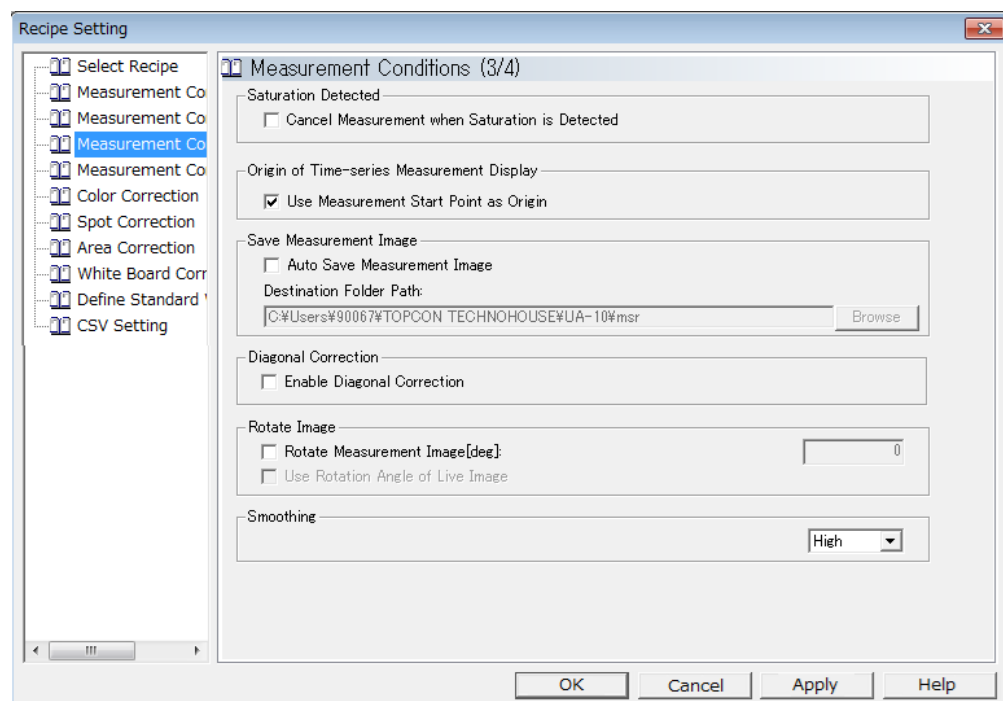 Recipe Setting
Select Recipe
Measurement Co
Measurement Co
Measurement Co
Measurement Co
Color Correction
Spot Correction
Area Correction
White Board Corr
Define Standard
CSV Setting
Measurement Conditions (3/4)
Saturation Detected
Cancel Measurement when Saturation is Detected
Origin of Time-series Measurement Display
Use Measurement Start Point as Origin
Save Measurement Image
Auto Save Measurement Image
Destination Folder Path:
C:¥Users¥90067¥TOPCON TECHNOHOUSE¥UA-10¥msr Browse
Diagonal Correction
Enable Diagonal Correction
Rotate Image
Rotate Measurement Image[deg]: 0
Use Rotation Angle of Live Image
Smoothing
High
OK Cancel Apply Help